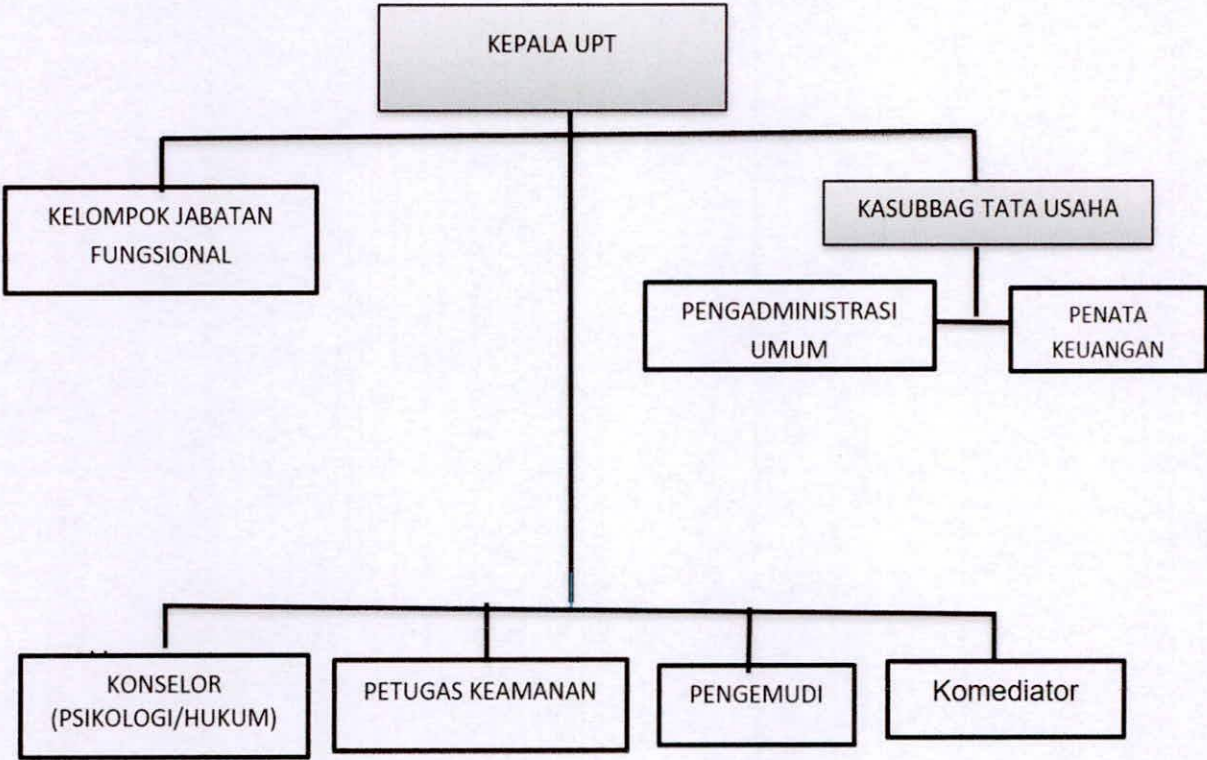 KEPALA UPT
KELOMPOK JABATAN
FUNGSIONAL
KASUBBAG TATA USAHA
PENGADMINISTRASI
UMUM
PENATA
KEUANGAN
KONSELOR
(PSIKOLOGI/HUKUM)
PETUGAS KEAMANAN
PENGEMUDI
Komediator